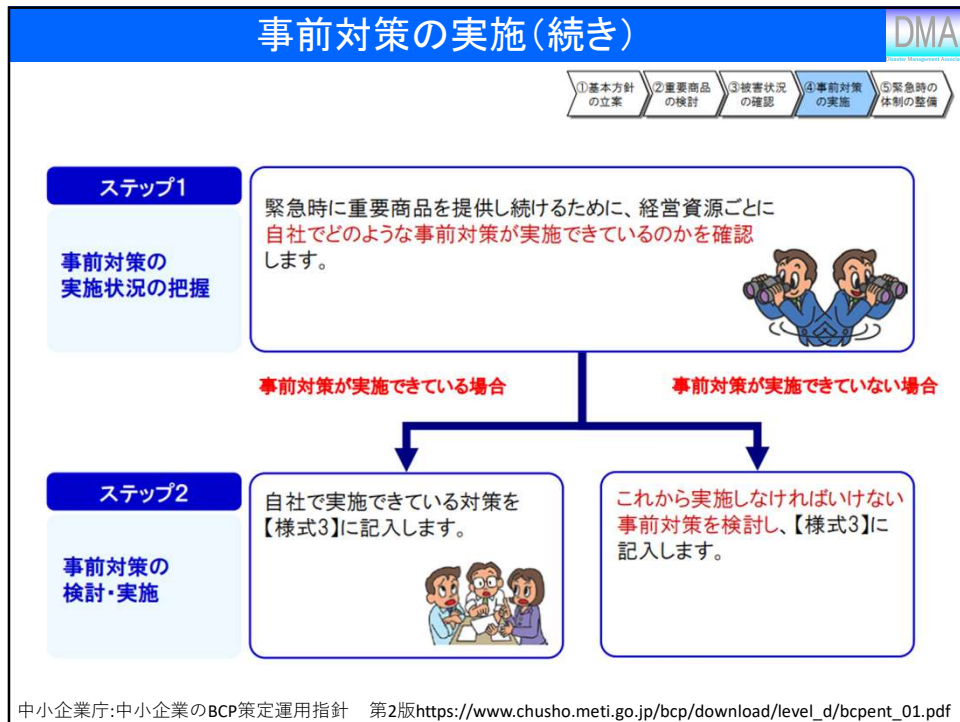 事前対策の実施(続き)
DMA
①基本方針
の立案
②重要商品
の検討
③被害状況
の確認
④事前対策
の実施
⑤緊急時の
体制の整備
ステップ1
事前対策の
実施状況の把握
緊急時に重要商品を提供し続けるために、経営資源ごとに
自社でどのような事前対策が実施できているのかを確認
します。
事前対策が実施できている場合
事前対策が実施できていない場合
ステップ2
事前対策の
検討・実施
自社で実施できている対策を
【様式3】に記入します。
これから実施しなければいけない
事前対策を検討し、【様式3】に
記入します。
中小企業庁:中小企業のBCP策定運用指針 第2版https://www.chusho.meti.go.jp/bcp/download/level_d/bcpent_01.pdf